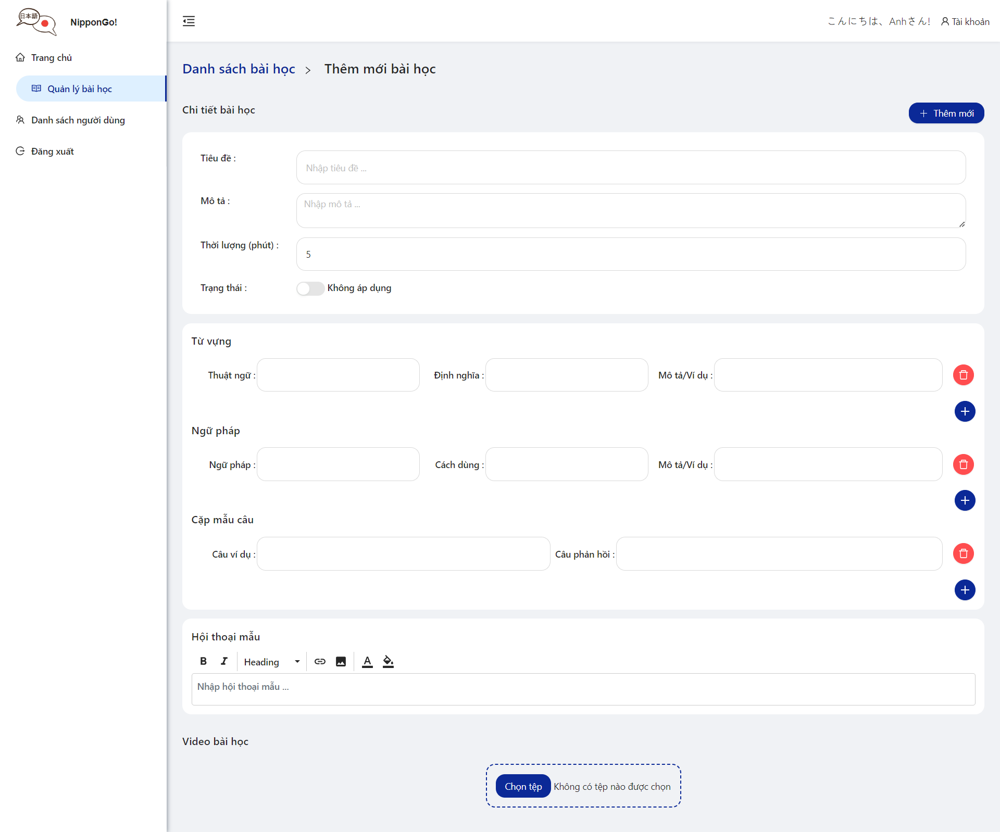 日本語
NipponGo!
Trang chủ
Quản lý bài học
Danh sách người dùng
Đăng xuất
こんにちは、Anhさん! Tài khoản
Danh sách bài học > Thêm mới bài học
Chi tiết bài học
+ Thêm mới
Tiêu đề :
Nhập tiêu đề ...
Mô tả :
Nhập mô tả ...
Thời lượng (phút) :
5
Trạng thái :
Không áp dụng
Từ vựng
Thuật ngữ : Định nghĩa : Mô tả/Ví dụ :
Ngữ pháp
Ngữ pháp : Cách dùng : Mô tả/Ví dụ :
Cặp mẫu câu
Câu ví dụ : Câu phản hồi :
Hội thoại mẫu
B I Heading A
Nhập hội thoại mẫu ...
Video bài học
Chọn tệp Không có tệp nào được chọn